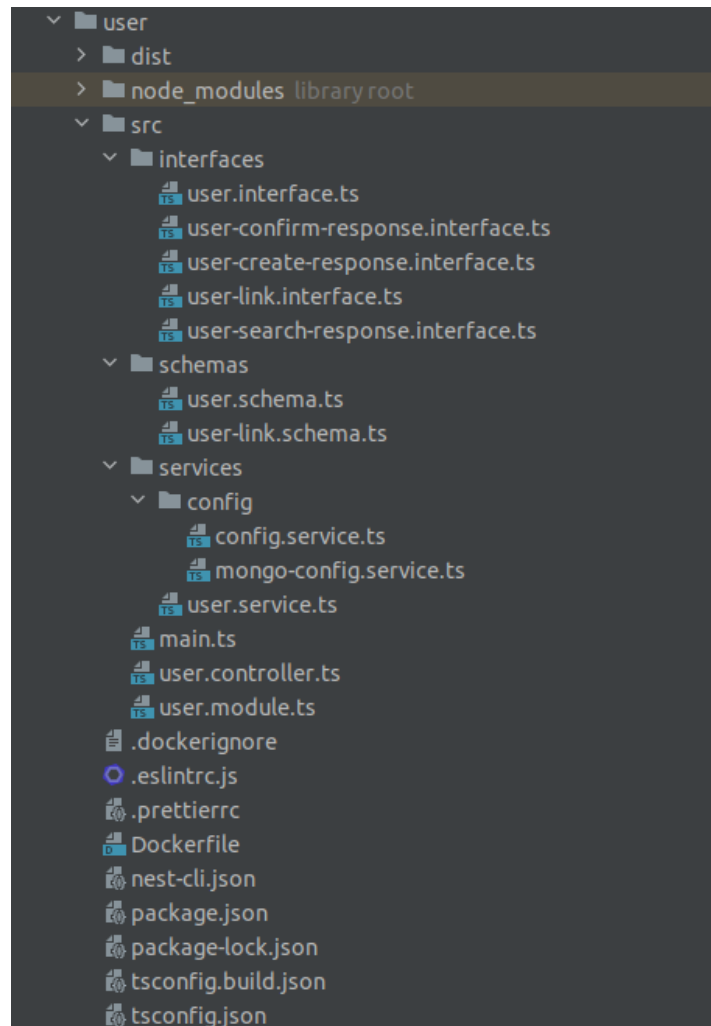 user
dist
node_modules library root
src
interfaces
user.interface.ts
user-confirm-response.interface.ts
user-create-response.interface.ts
user-link.interface.ts
user-search-response.interface.ts
schemas
user.schema.ts
user-link.schema.ts
services
config
config.service.ts
mongo-config.service.ts
user.service.ts
main.ts
user.controller.ts
user.module.ts
.dockerignore
.eslintrc.js
.prettierrc
Dockerfile
nest-cli.json
package.json
package-lock.json
tsconfig.build.json
tsconfig.json